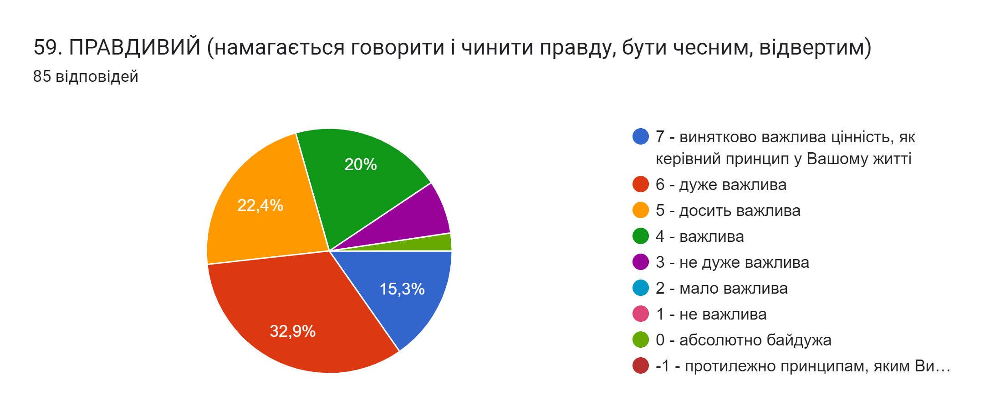 59. ПРАВДИВИЙ (намагається говорити і чинити правду, бути чесним, відвертим)
85 відповідей
20%
22,4%
15,3%
32,9%
7 - винятково важлива цінність, як
керівний принцип у Вашому житті
6 - дуже важлива
5 - досить важлива
4 - важлива
3 - не дуже важлива
2 - мало важлива
1 - не важлива
0 - абсолютно байдужа
-1 - протилежно принципам, яким Ви…